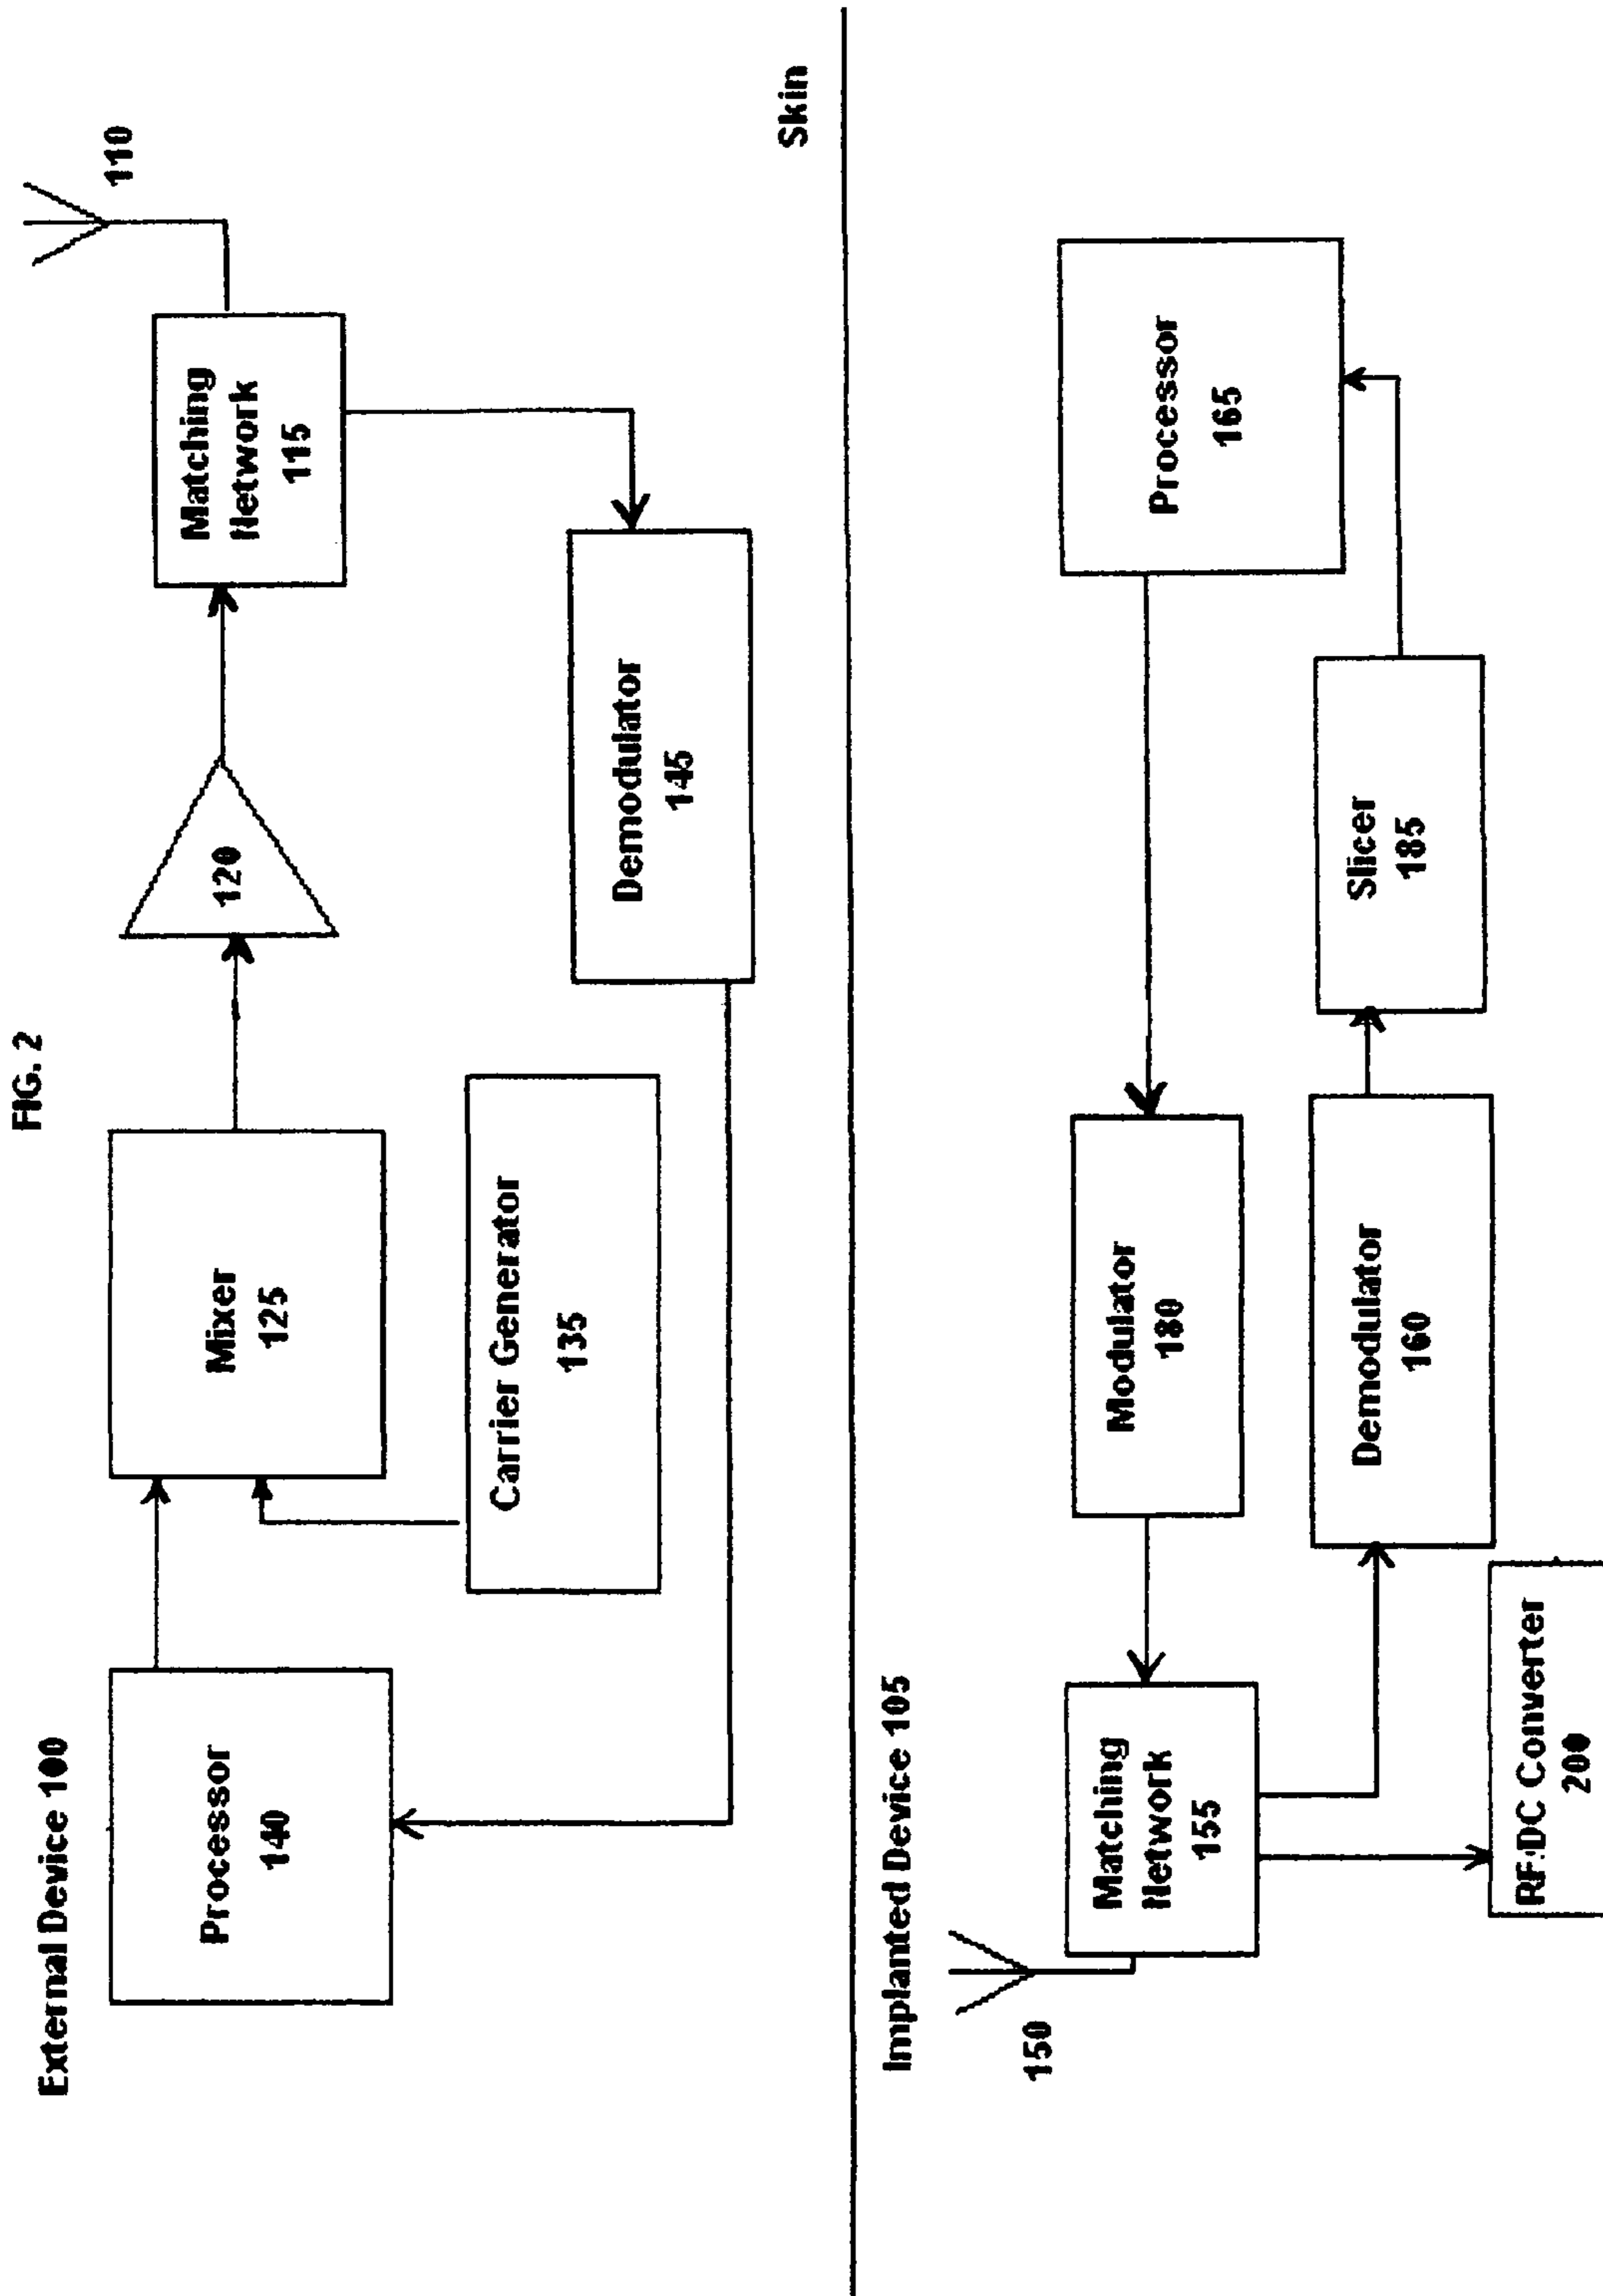 FIG. 2
External Device 100
Processor
140
Mixer
125
Carrier Generator
135
120
Matching
Network
115
110
Demodulator
145
Skin
Implanted Device 105
150
Matching
Network
155
Modulator
180
Processor
165
Demodulator
160
Slicer
185
RF:DC Converter
200